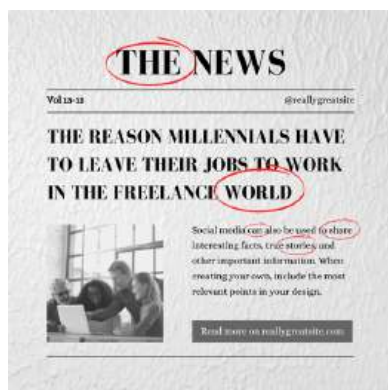 THE NEWS
Vol 12-12
@reallygreatsite
THE REASON MILLENNIALS HAVE
TO LEAVE THEIR JOBS TO WORK
IN THE FREELANCE WORLD
Social media can also be used to share
interesting facts, true stories, and
other important information. When
creating your own, include the most
relevant points in your design.
Read more on reallygreatsite.com